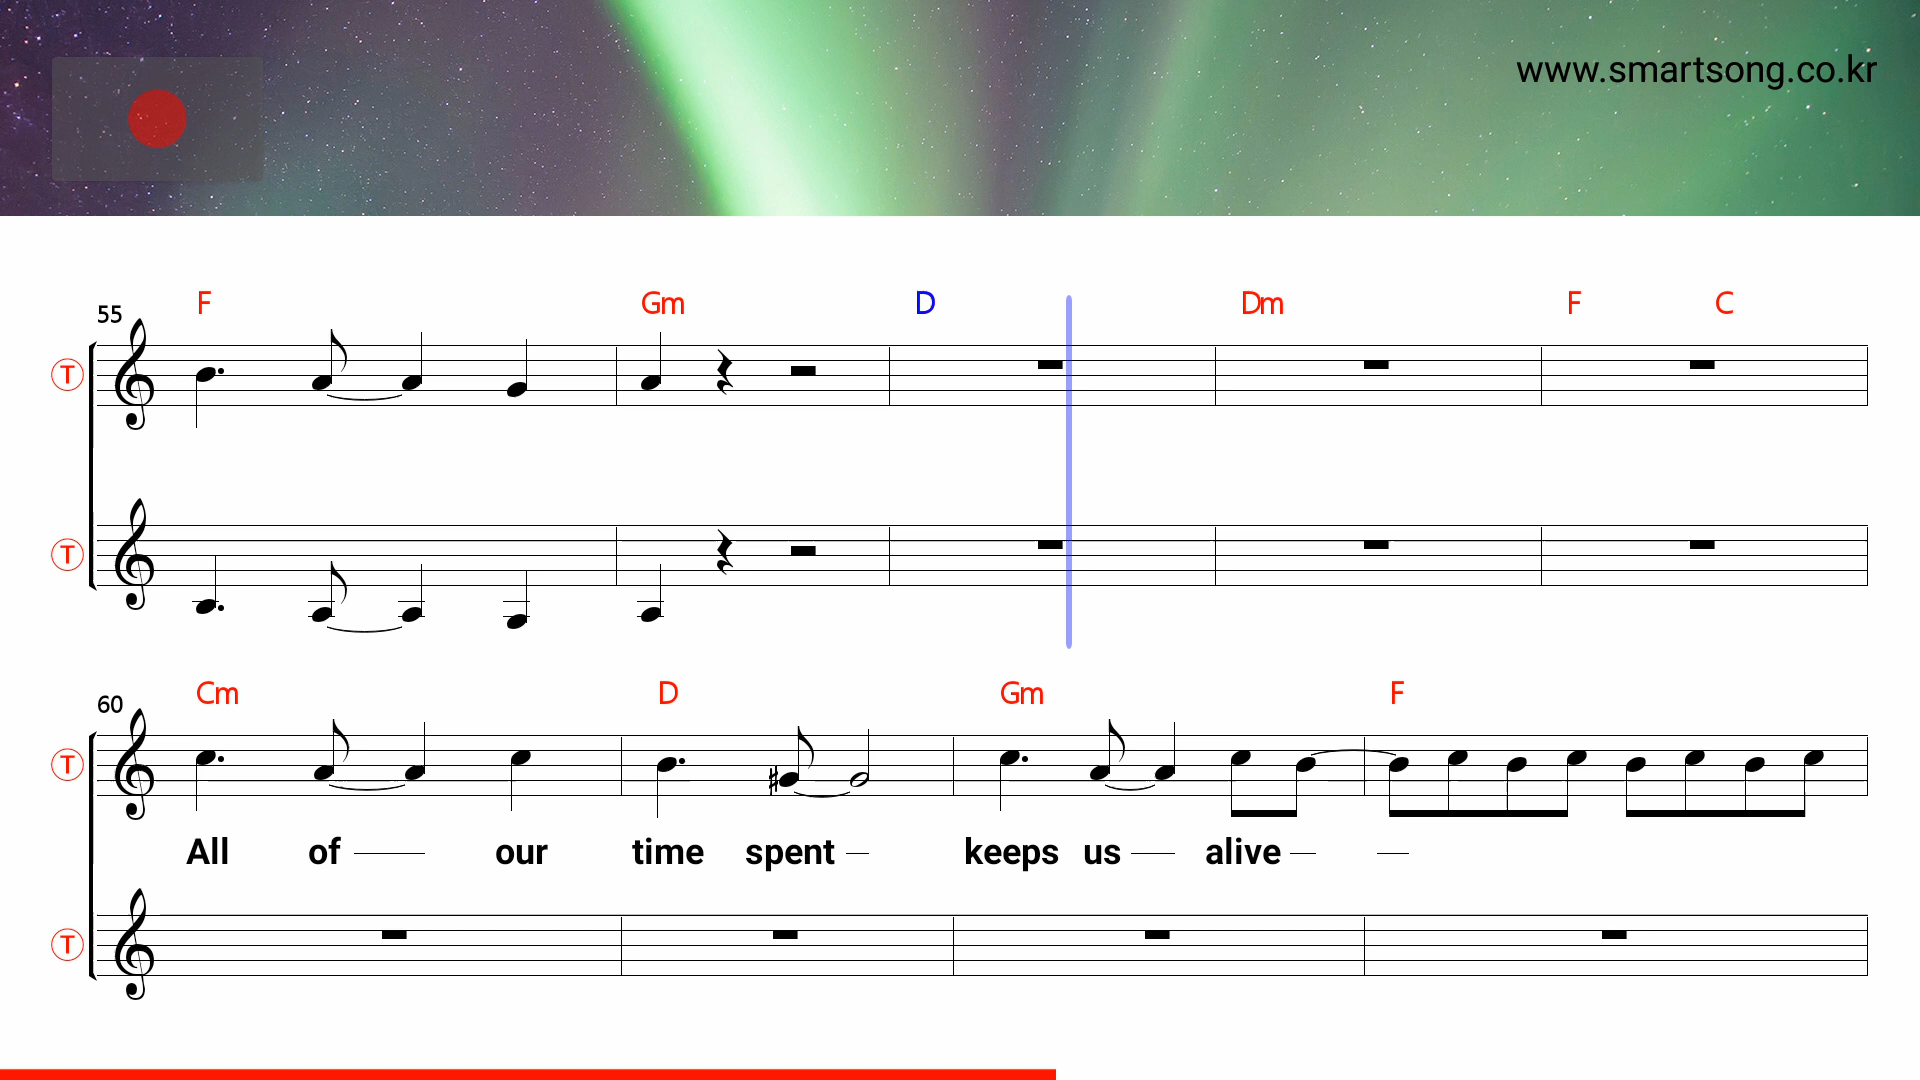 www.smartsong.co.kr
F Gm D Dm F C
55
T
T
Cm D Gm F
60
T
All of our time spent keeps us alive
T